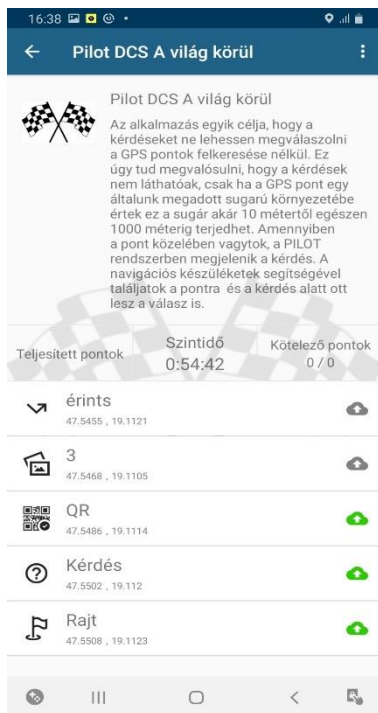 16:38
Pilot DCS A világ körül
Pilot DCS A világ körül
Az alkalmazás egyik célja, hogy a
kérdéseket ne lehessen megválaszolni
a GPS pontok felkeresése nélkül. Ez
úgy tud megvalósulni, hogy a kérdések
nem láthatóak, csak ha a GPS pont egy
általunk megadott sugarú környezetébe
értek ez a sugár akár 10 métertől egészen
1000 méterig terjedhet. Amennyiben
a pont közelében vagytok, a PILOT
rendszerben megjelenik a kérdés. A
navigációs készüléketek segítségével
találjatok a pontra és a kérdés alatt ott
lesz a válasz is.
Teljesített pontok
Szintidő
0:54:42
Kötelező pontok
0 / 0
érints
47.5455 , 19.1121
3
47.5468 , 19.1105
QR
47.5486 , 19.1114
Kérdés
47.5502 , 19.112
Rajt
47.5508 , 19.1123